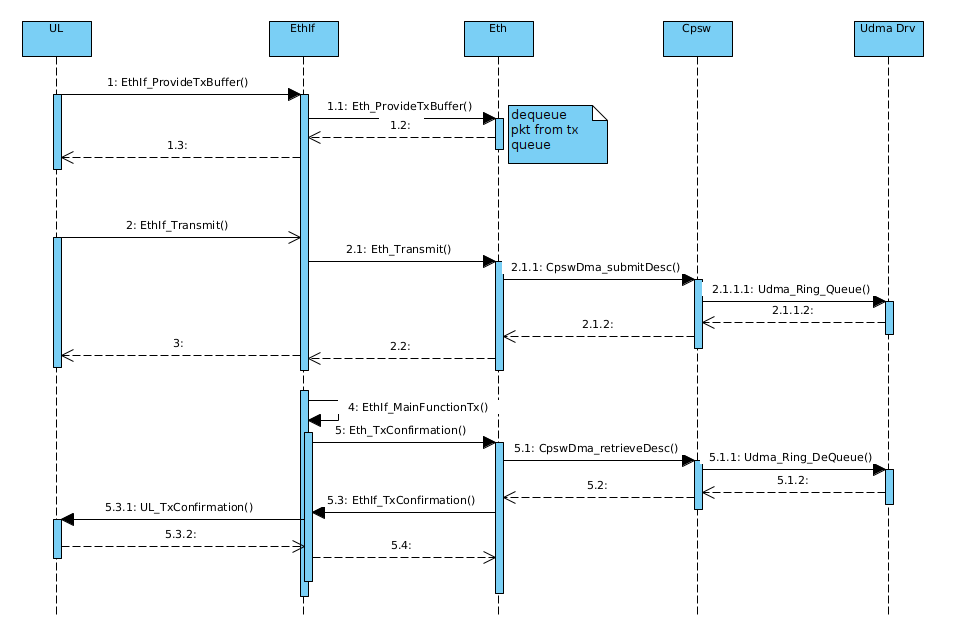 UL
EthIf
Eth
Cpsw
Udma Drv
1: EthIf_ProvideTxBuffer()
1.1: Eth_ProvideTxBuffer()
dequeue
pkt from tx
queue
1.2:
1.3:
2: EthIf_Transmit()
2.1: Eth_Transmit()
2.1.1: CpswDma_submitDesc()
2.1.1.1: Udma_Ring_Queue()
2.1.1.2:
2.1.2:
3:
2.2:
4: EthIf_MainFunctionTx()
5: Eth_TxConfirmation()
5.1: CpswDma_retrieveDesc()
5.1.1: Udma_Ring_DeQueue()
5.1.2:
5.2:
5.3: EthIf_TxConfirmation()
5.3.1: UL_TxConfirmation()
5.3.2:
5.4: